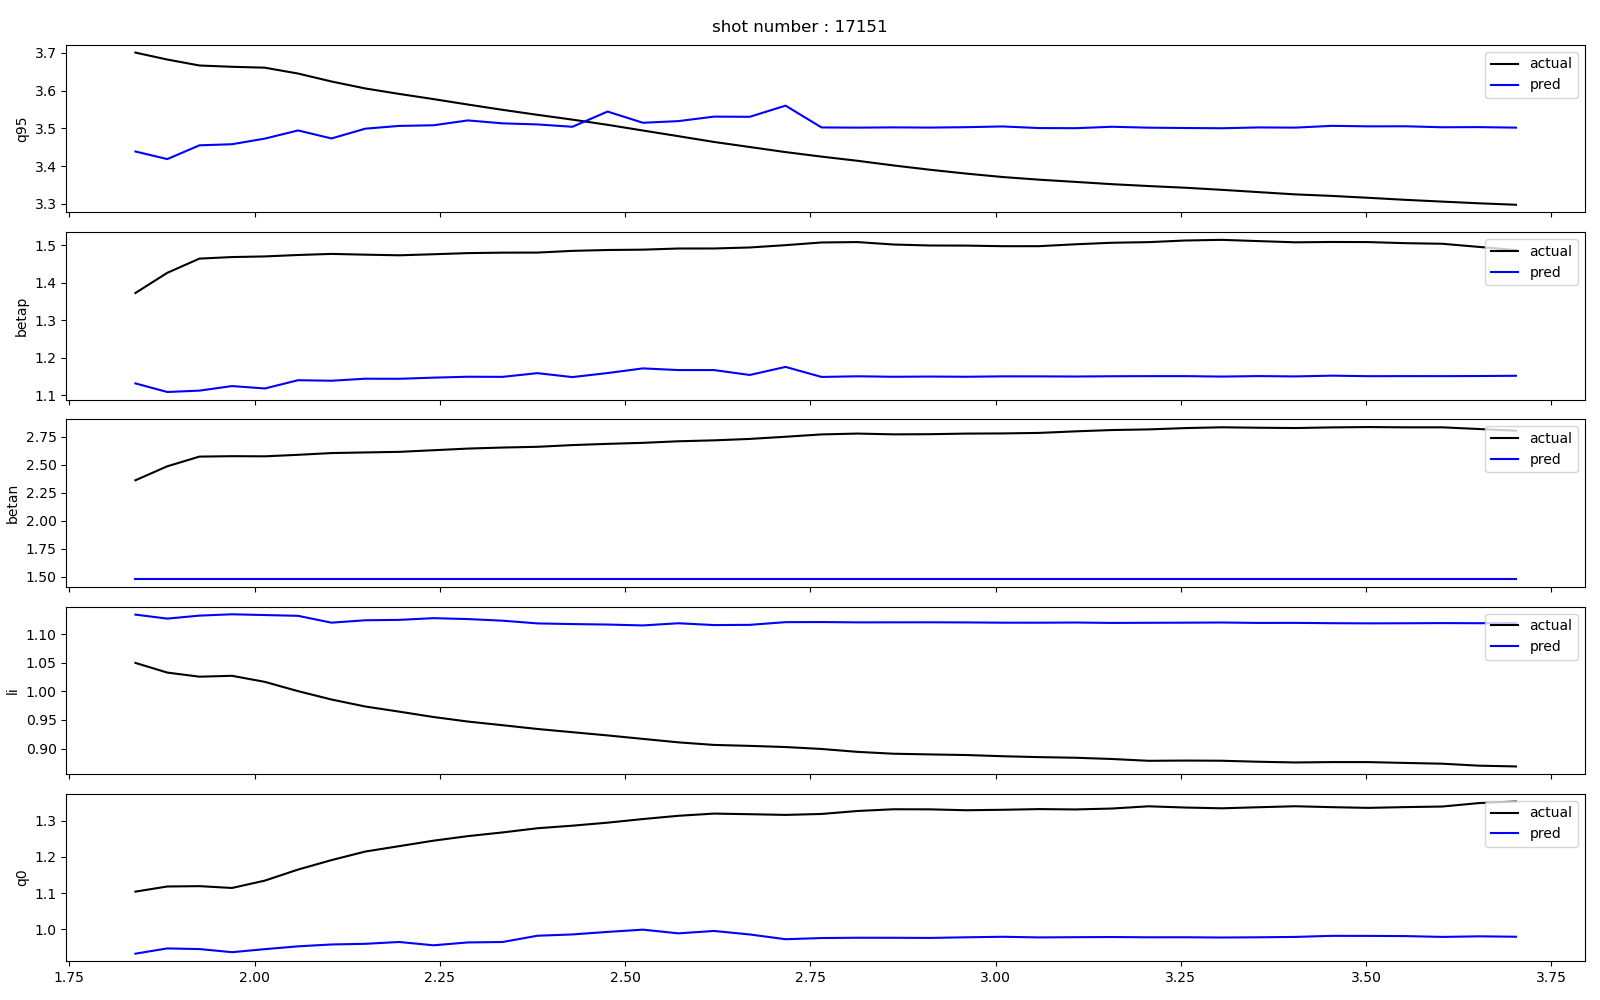 shot number : 17151
3.7
3.6
3.5
3.4
3.3
q95
actual
pred
1.5
1.4
1.3
1.2
1.1
betap
actual
pred
2.75
2.50
2.25
2.00
1.75
1.50
betan
actual
pred
1.10
1.05
1.00
0.95
0.90
li
actual
pred
1.3
1.2
1.1
1.0
q0
actual
pred
1.75 2.00 2.25 2.50 2.75 3.00 3.25 3.50 3.75